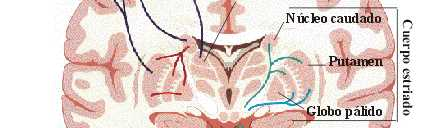 Núcleo caudado
Putamen
Globo pálido
Cuerpo estriado